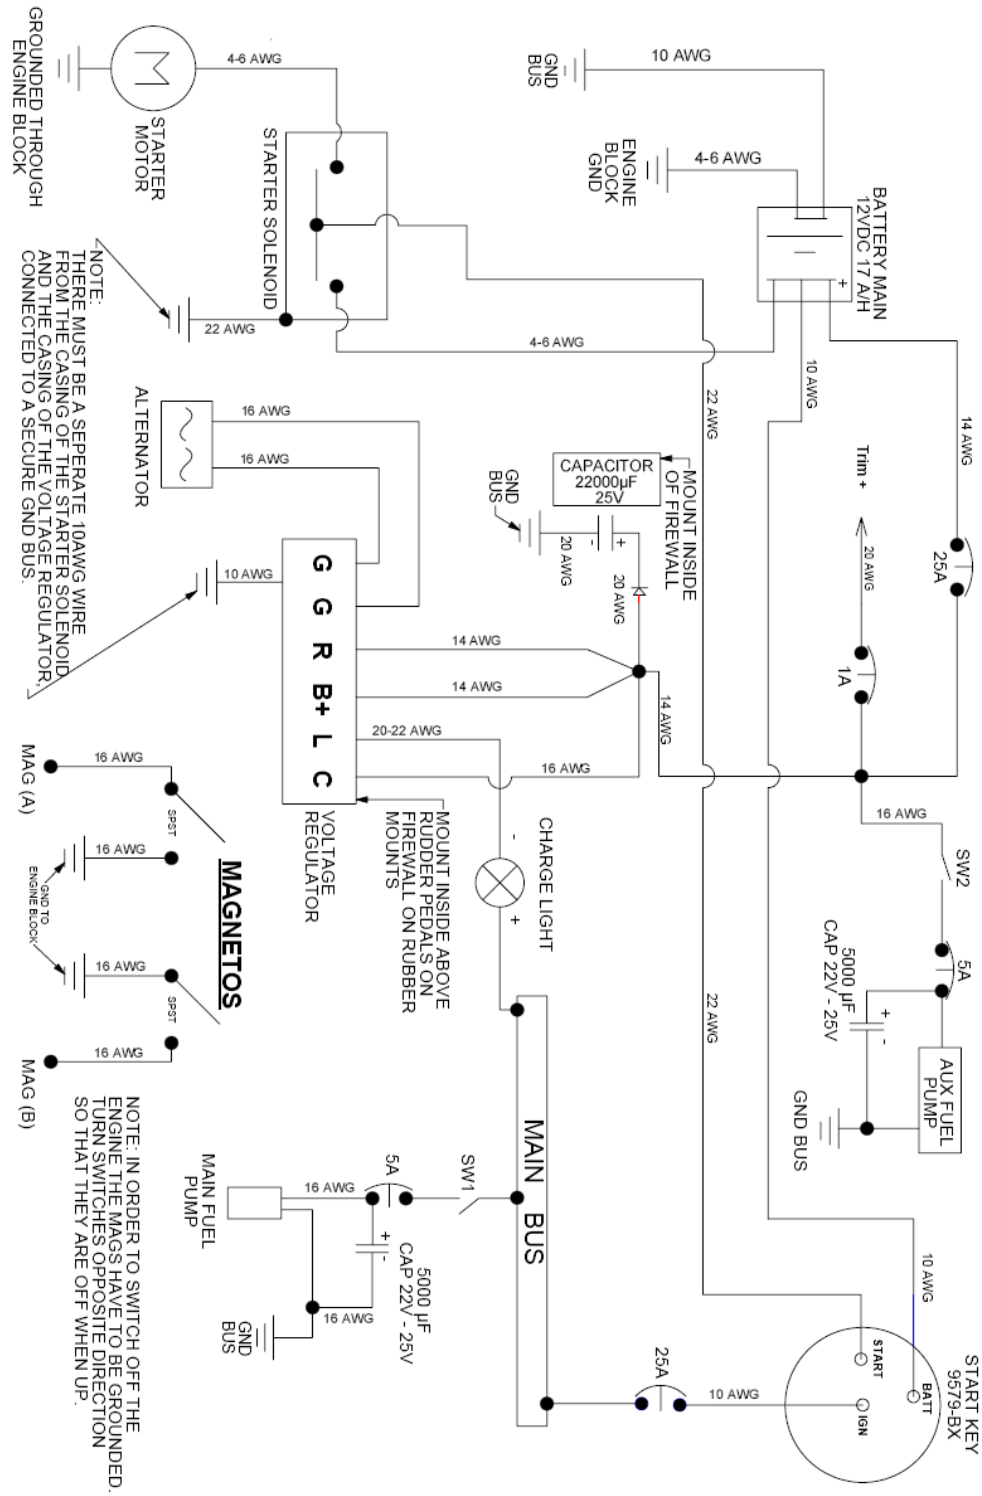 GROUNDED THROUGH
ENGINE BLOCK
M
STARTER
MOTOR
4-6 AWG
STARTER SOLENOID
22 AWG
GND
BUS
10 AWG
ENGINE
BLOCK
GND
4-6 AWG
BATTERY MAIN
12VDC 17 A/H
+
4-6 AWG
10 AWG
14 AWG
22 AWG
25A
Trim +
20 AWG
1A
NOTE:
THERE MUST BE A SEPERATE 10AWG WIRE
FROM THE CASING OF THE STARTER SOLENOID
AND THE CASING OF THE VOLTAGE REGULATOR,
CONNECTED TO A SECURE GND BUS.
ALTERNATOR
16 AWG
16 AWG
GND
BUS
CAPACITOR
22000µF
25V
MOUNT INSIDE
OF FIREWALL
- +
20 AWG
20 AWG
10 AWG
G G R B+ L C
14 AWG
14 AWG
20-22 AWG
16 AWG
14 AWG
VOLTAGE
REGULATOR
MOUNT INSIDE ABOVE
RUDDER PEDALS ON
FIREWALL ON RUBBER
MOUNTS
CHARGE LIGHT
-
+
16 AWG
SW2
5A
5000 µF
CAP 22V - 25V
+
-
AUX FUEL
PUMP
GND BUS
22 AWG
MAG (A)
16 AWG
SPST
16 AWG
GND TO
ENGINE BLOCK
MAGNETOS
16 AWG
SPST
16 AWG
MAG (B)
NOTE: IN ORDER TO SWITCH OFF THE
ENGINE THE MAGS HAVE TO BE GROUNDED.
TURN SWITCHES OPPOSITE DIRECTION
SO THAT THEY ARE OFF WHEN UP.
MAIN BUS
SW1
5A
16 AWG
MAIN FUEL
PUMP
+
-
5000 µF
CAP 22V - 25V
16 AWG
GND
BUS
25A
10 AWG
10 AWG
START
BATT
IGN
START KEY
9579-BX